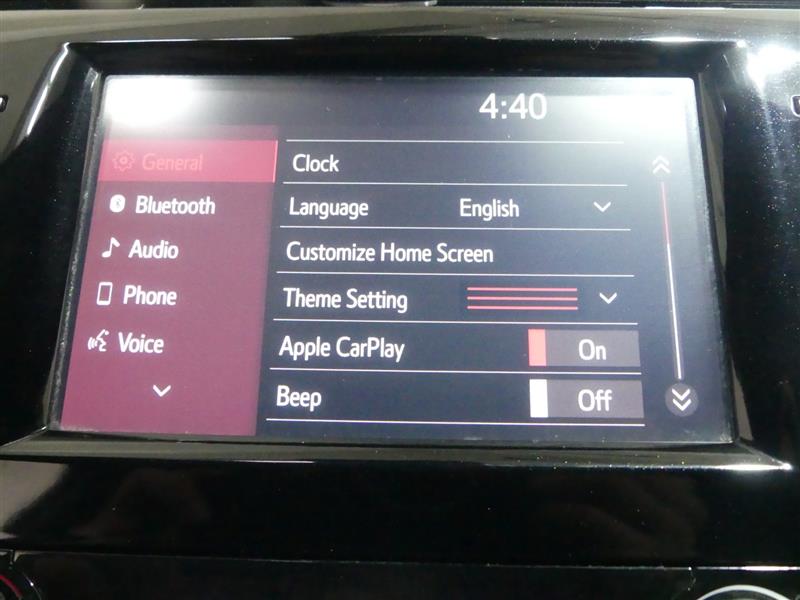 4:40
General
Bluetooth
Audio
Phone
Voice
Clock
Language English
Customize Home Screen
Theme Setting
Apple CarPlay On
Beep Off